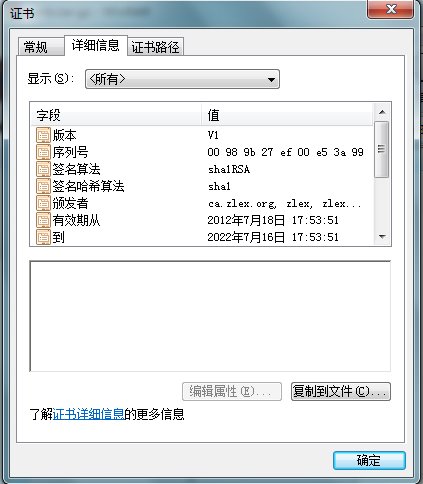 证书
常规 详细信息 证书路径
显示(S): <所有>
字段 值
版本 V1
序列号 00 98 9b 27 ef 00 e5 3a 99
签名算法 sha1RSA
签名哈希算法 sha1
颁发者 ca.zlex.org, zlex, zlex...
有效期从 2012年7月18日 17:53:51
到 2022年7月16日 17:53:51
编辑属性(E)... 复制到文件(C)...
了解证书详细信息的更多信息
确定